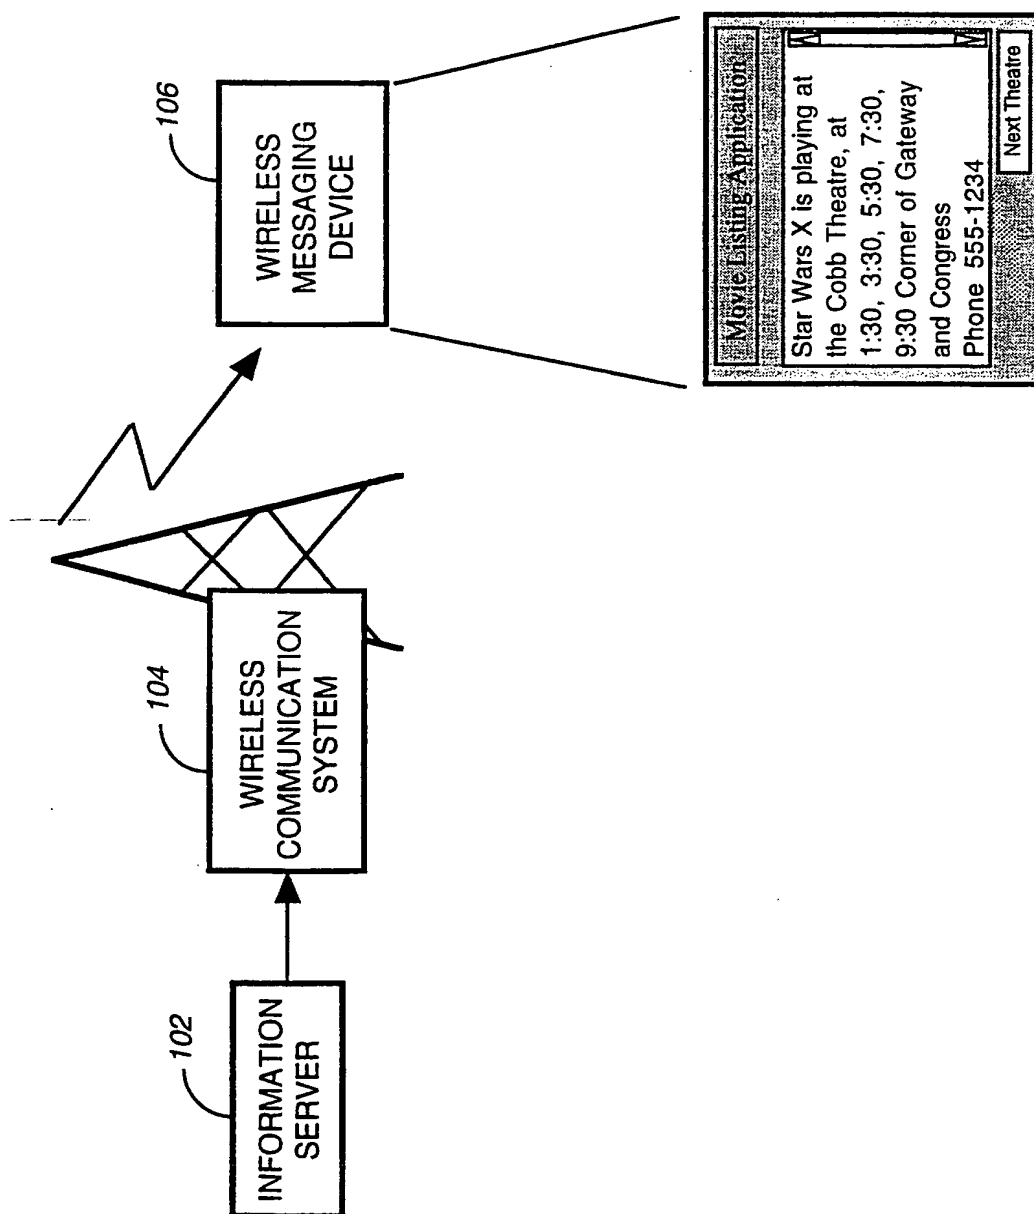 102
INFORMATION
SERVER
104
WIRELESS
COMMUNICATION
SYSTEM
106
WIRELESS
MESSAGING
DEVICE
Movie Listing Application
Star Wars X is playing at
the Cobb Theatre, at
1:30, 3:30, 5:30, 7:30,
9:30 Corner of Gateway
and Congress
Phone 555-1234
Next Theatre